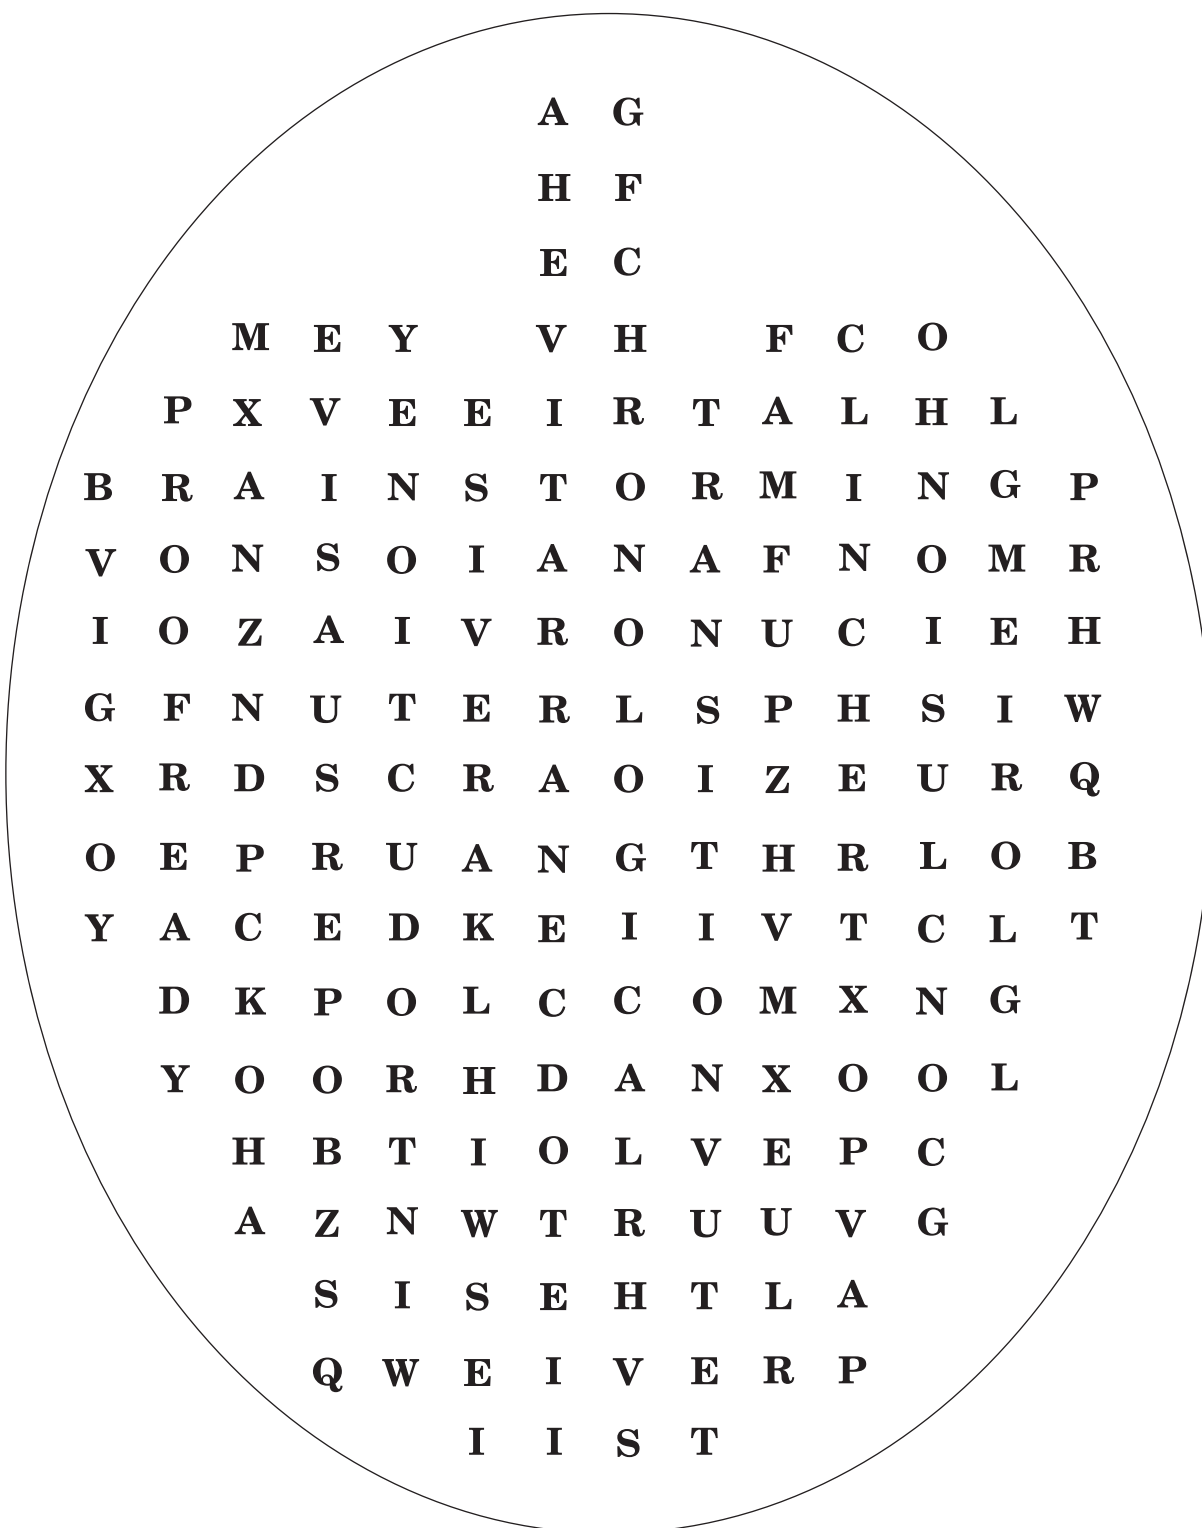 A G
H F
E C
M E Y V H F C O
P X V E E I R T A L H L
B R A I N S T O R M I N G P
V O N S O I A N A F N O M R
I O Z A I V R O N U C I E H
G F N U T E R L S P H S I W
X R D S C R A O I Z E U R Q
O E P R U A N G T H R L O B
Y A C E D K E I I V T C L T
D K P O L C C O M X N G
Y O O R H D A N X O O L
H B T I O L V E P C
A Z N W T R U U V G
S I S E H T L A
Q W E I V E R P
I I S T